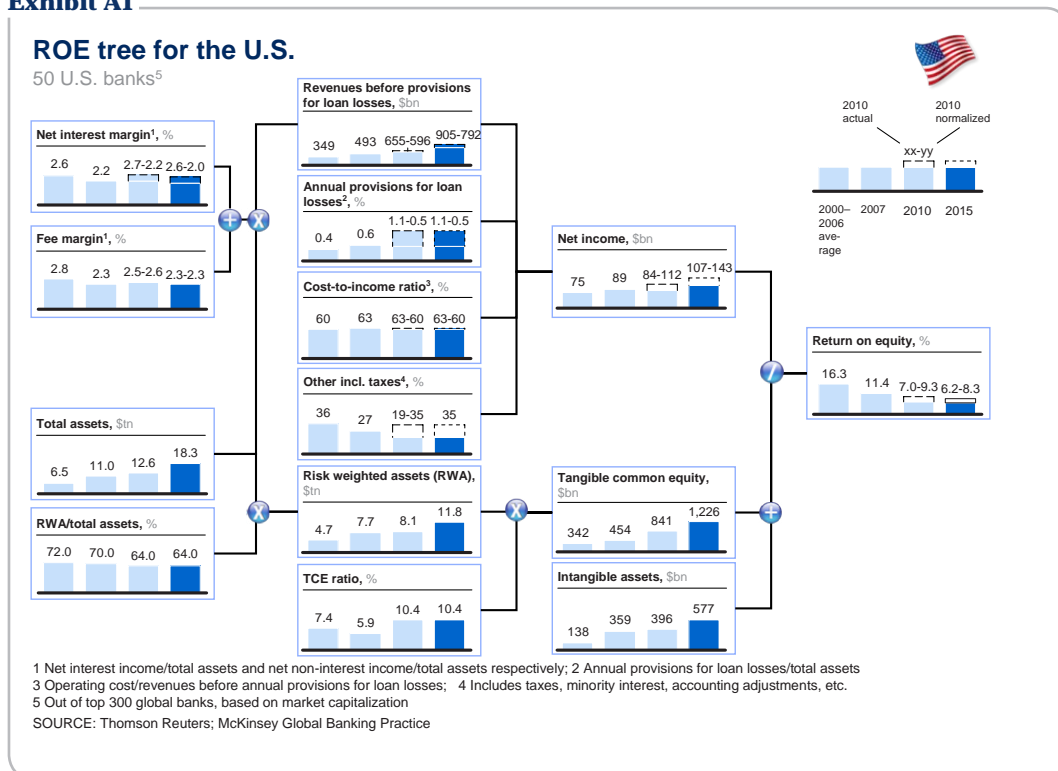 Exhibit A1
ROE tree for the U.S.
50 U.S. banks5
2010 actual
2010 normalized
xx-yy
2000–2006 ave-rage
2007
2010
2015
Net interest margin1, %
2.6 2.2 2.7-2.2 2.6-2.0
Fee margin1, %
2.8 2.3 2.5-2.6 2.3-2.3
Total assets, $tn
6.5 11.0 12.6 18.3
RWA/total assets, %
72.0 70.0 64.0 64.0
Revenues before provisions
for loan losses, $bn
349 493 655-596 905-792
Annual provisions for loan
losses2, %
0.4 0.6 1.1-0.5 1.1-0.5
Cost-to-income ratio3, %
60 63 63-60 63-60
Other incl. taxes4, %
36 27 19-35 35
Risk weighted assets (RWA),
$tn
4.7 7.7 8.1 11.8
TCE ratio, %
7.4 5.9 10.4 10.4
Net income, $bn
75 89 84-112 107-143
Tangible common equity,
$bn
342 454 841 1,226
Intangible assets, $bn
138 359 396 577
Return on equity, %
16.3 11.4 7.0-9.3 6.2-8.3
+
X
X
X
/
+
1 Net interest income/total assets and net non-interest income/total assets respectively; 2 Annual provisions for loan losses/total assets
3 Operating cost/revenues before annual provisions for loan losses; 4 Includes taxes, minority interest, accounting adjustments, etc.
5 Out of top 300 global banks, based on market capitalization
SOURCE: Thomson Reuters; McKinsey Global Banking Practice